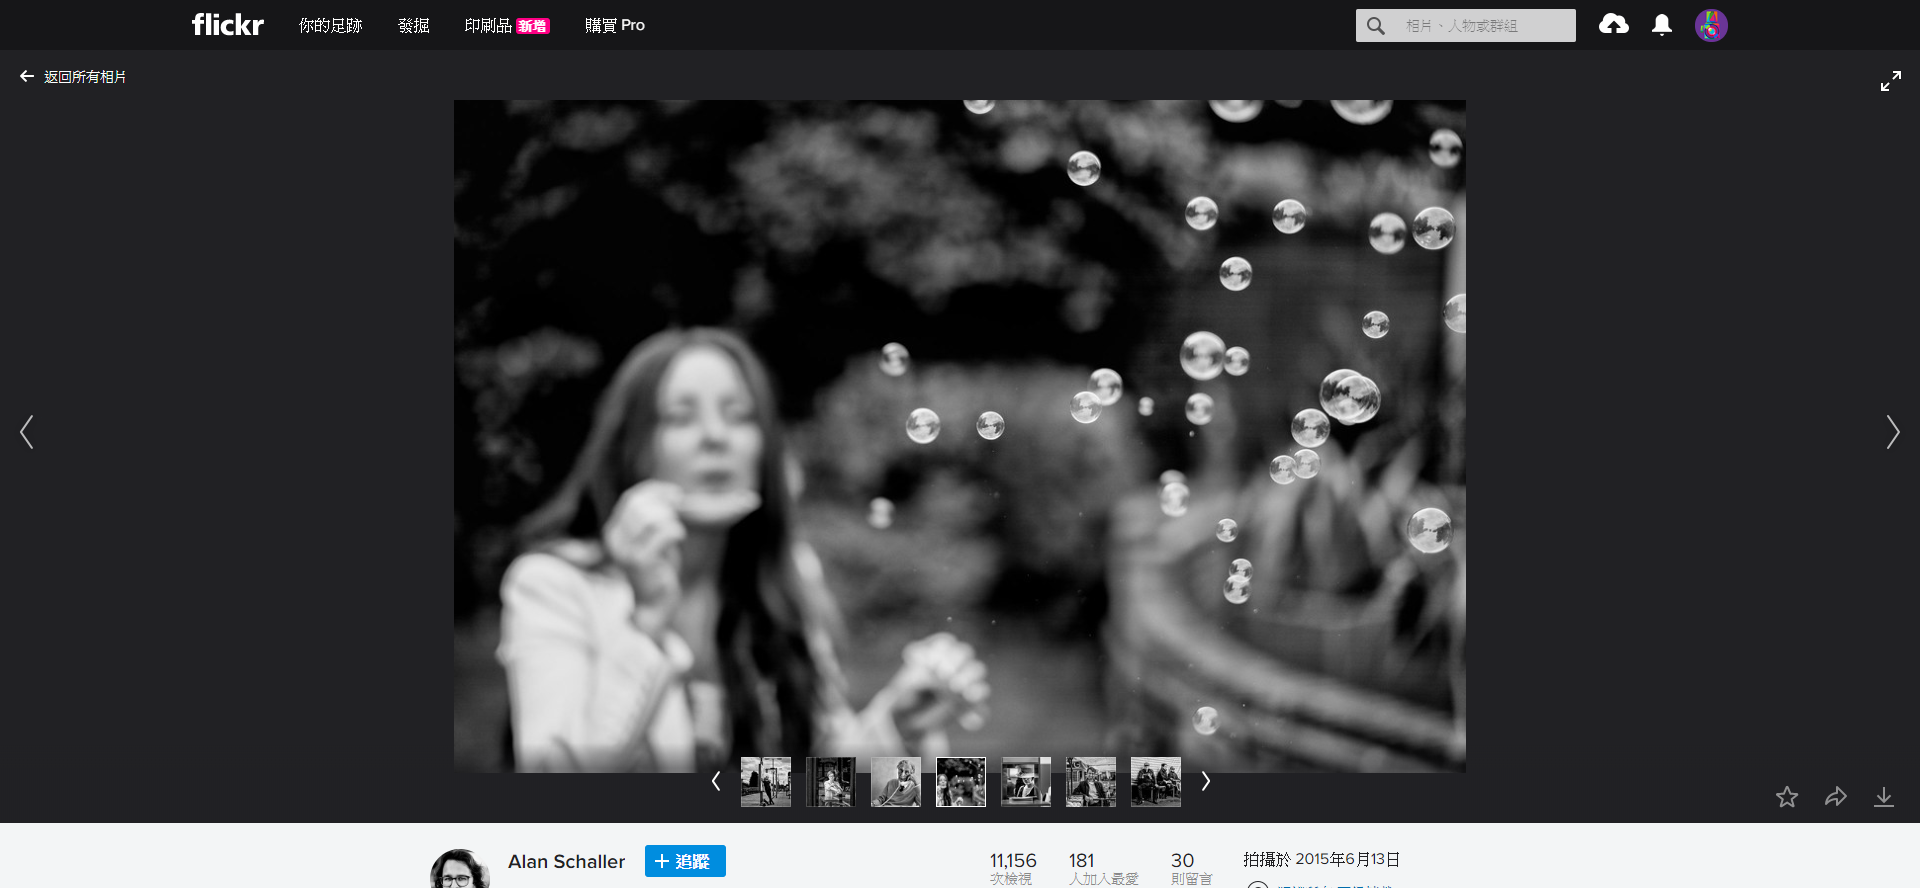 flickr 你的足跡 發掘 印刷品 新增 購買 Pro 相片、人物或群組
返回所有相片
Alan Schaller + 追蹤 11,156 181 30 拍攝於 2015年6月13日
次檢視 人加入最愛 則留言